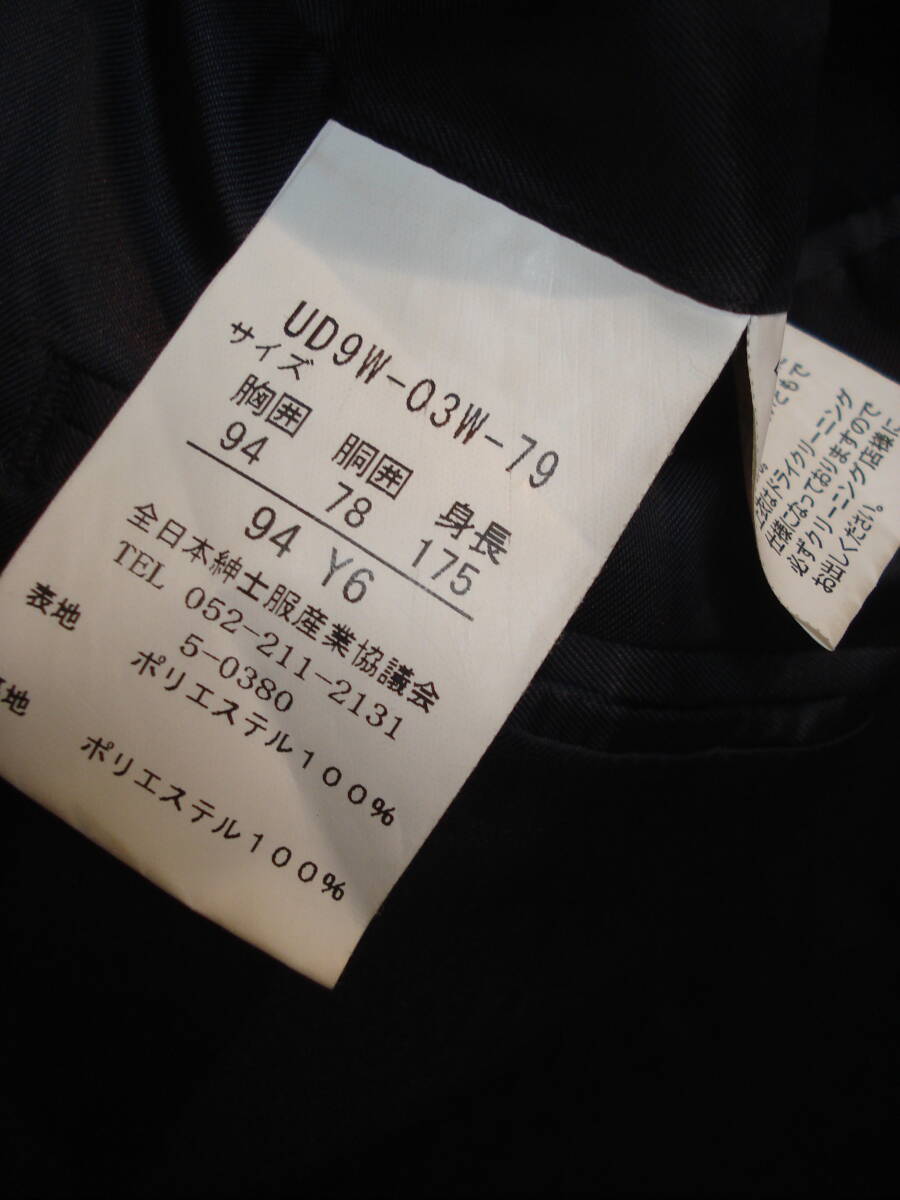 UD9W-03W-79
サイズ
胸囲 胴囲 身長
94 78 175
94 Y6
全日本紳士服産業協議会
TEL 052-211-2131
5-0380
表地 ポリエステル100%
地 ポリエステル100%
はドライクリーニング
仕様になっておりますので
必ずクリーニング店様に
お出しください。